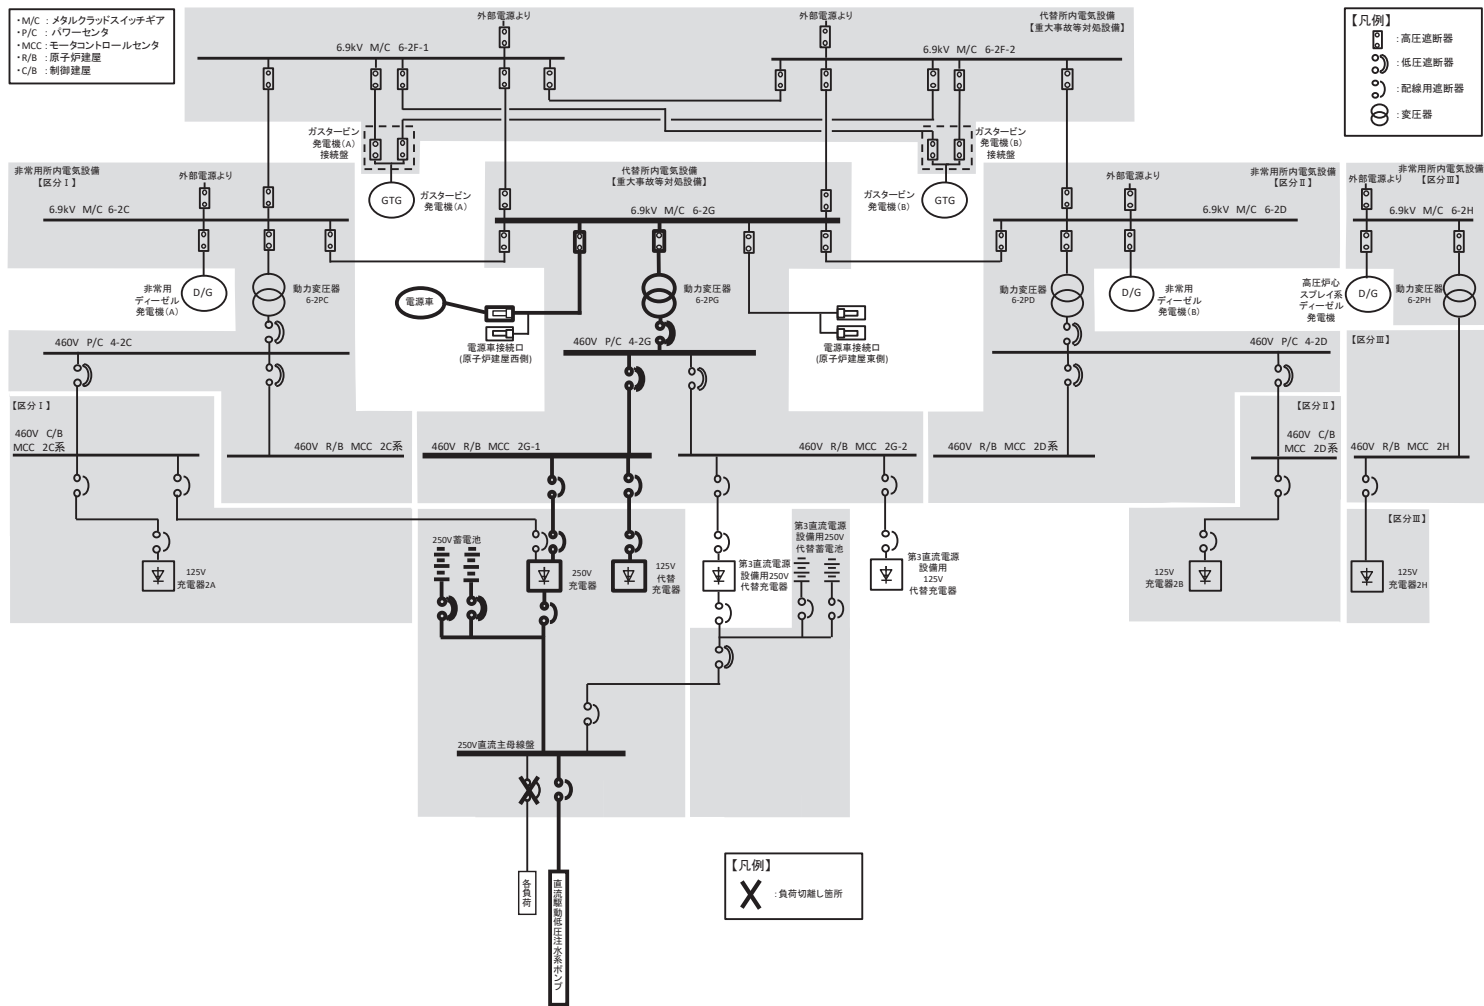 ・M/C ：メタルクラッドスイッチギア
・P/C ：パワーセンタ
・MCC：モータコントロールセンタ
・R/B ：原子炉建屋
・C/B ：制御建屋
外部電源より
外部電源より
代替所内電気設備
【重大事故等対処設備】
6.9kV M/C 6-2F-1
6.9kV M/C 6-2F-2
【凡例】
：高圧遮断器
：低圧遮断器
：配線用遮断器
：変圧器
ガスタービン
発電機(A)
接続盤
ガスタービン
発電機(B)
接続盤
非常用所内電気設備
【区分Ⅰ】
外部電源より
GTG
ガスタービン
発電機(A)
代替所内電気設備
【重大事故等対処設備】
ガスタービン
発電機(B)
GTG
外部電源より
非常用所内電気設備
【区分Ⅱ】
非常用所内電気設備
【区分Ⅲ】
外部電源より
6.9kV M/C 6-2C
6.9kV M/C 6-2G
6.9kV M/C 6-2D
6.9kV M/C 6-2H
非常用
ディーゼル
発電機(A)
D/G
動力変圧器
6-2PC
電源車
動力変圧器
6-2PG
動力変圧器
6-2PD
D/G
非常用
ディーゼル
発電機(B)
高圧炉心
スプレイ系
ディーゼル
発電機
D/G
動力変圧器
6-2PH
電源車接続口
(原子炉建屋西側)
電源車接続口
(原子炉建屋東側)
460V P/C 4-2C
460V P/C 4-2G
460V P/C 4-2D
【区分Ⅲ】
【区分Ⅰ】
【区分Ⅱ】
460V C/B
MCC 2C系
460V R/B MCC 2C系
460V R/B MCC 2G-1
460V R/B MCC 2G-2
460V R/B MCC 2D系
460V C/B
MCC 2D系
460V R/B MCC 2H
【区分Ⅲ】
250V蓄電池
第3直流電源
設備用250V
代替蓄電池
125V
充電器2A
250V
充電器
125V
代替
充電器
第3直流電源
設備用250V
代替充電器
第3直流電源
設備用
125V
代替充電器
125V
充電器2B
125V
充電器2H
250V直流主母線盤
各負荷
直流駆動低圧注水系ポンプ
【凡例】
：負荷切離し箇所